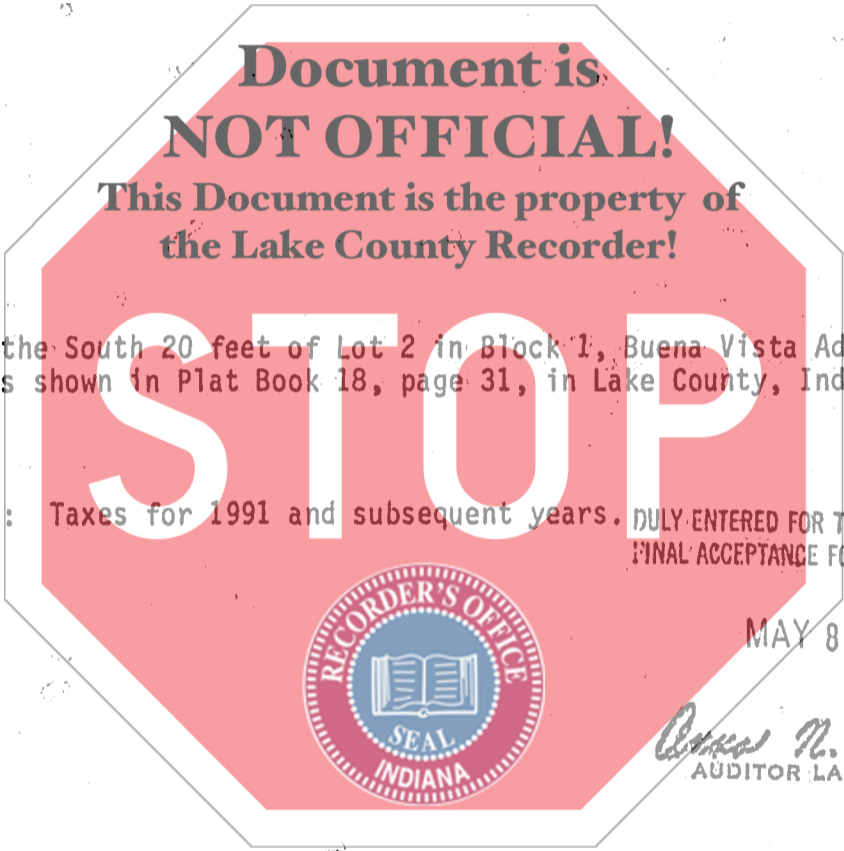 Document is
NOT OFFICIAL!
This Document is the property of
the Lake County Recorder!
STOP
the South 20 feet of Lot 2 in Block 1, Buena Vista Ad
s shown in Plat Book 18, page 31, in Lake County, Ind
: Taxes for 1991 and subsequent years.
DULY ENTERED FOR T
FINAL ACCEPTANCE FO
MAY 8
N.
AUDITOR LA
RECORDER'S OFFICE
SEAL
INDIANA